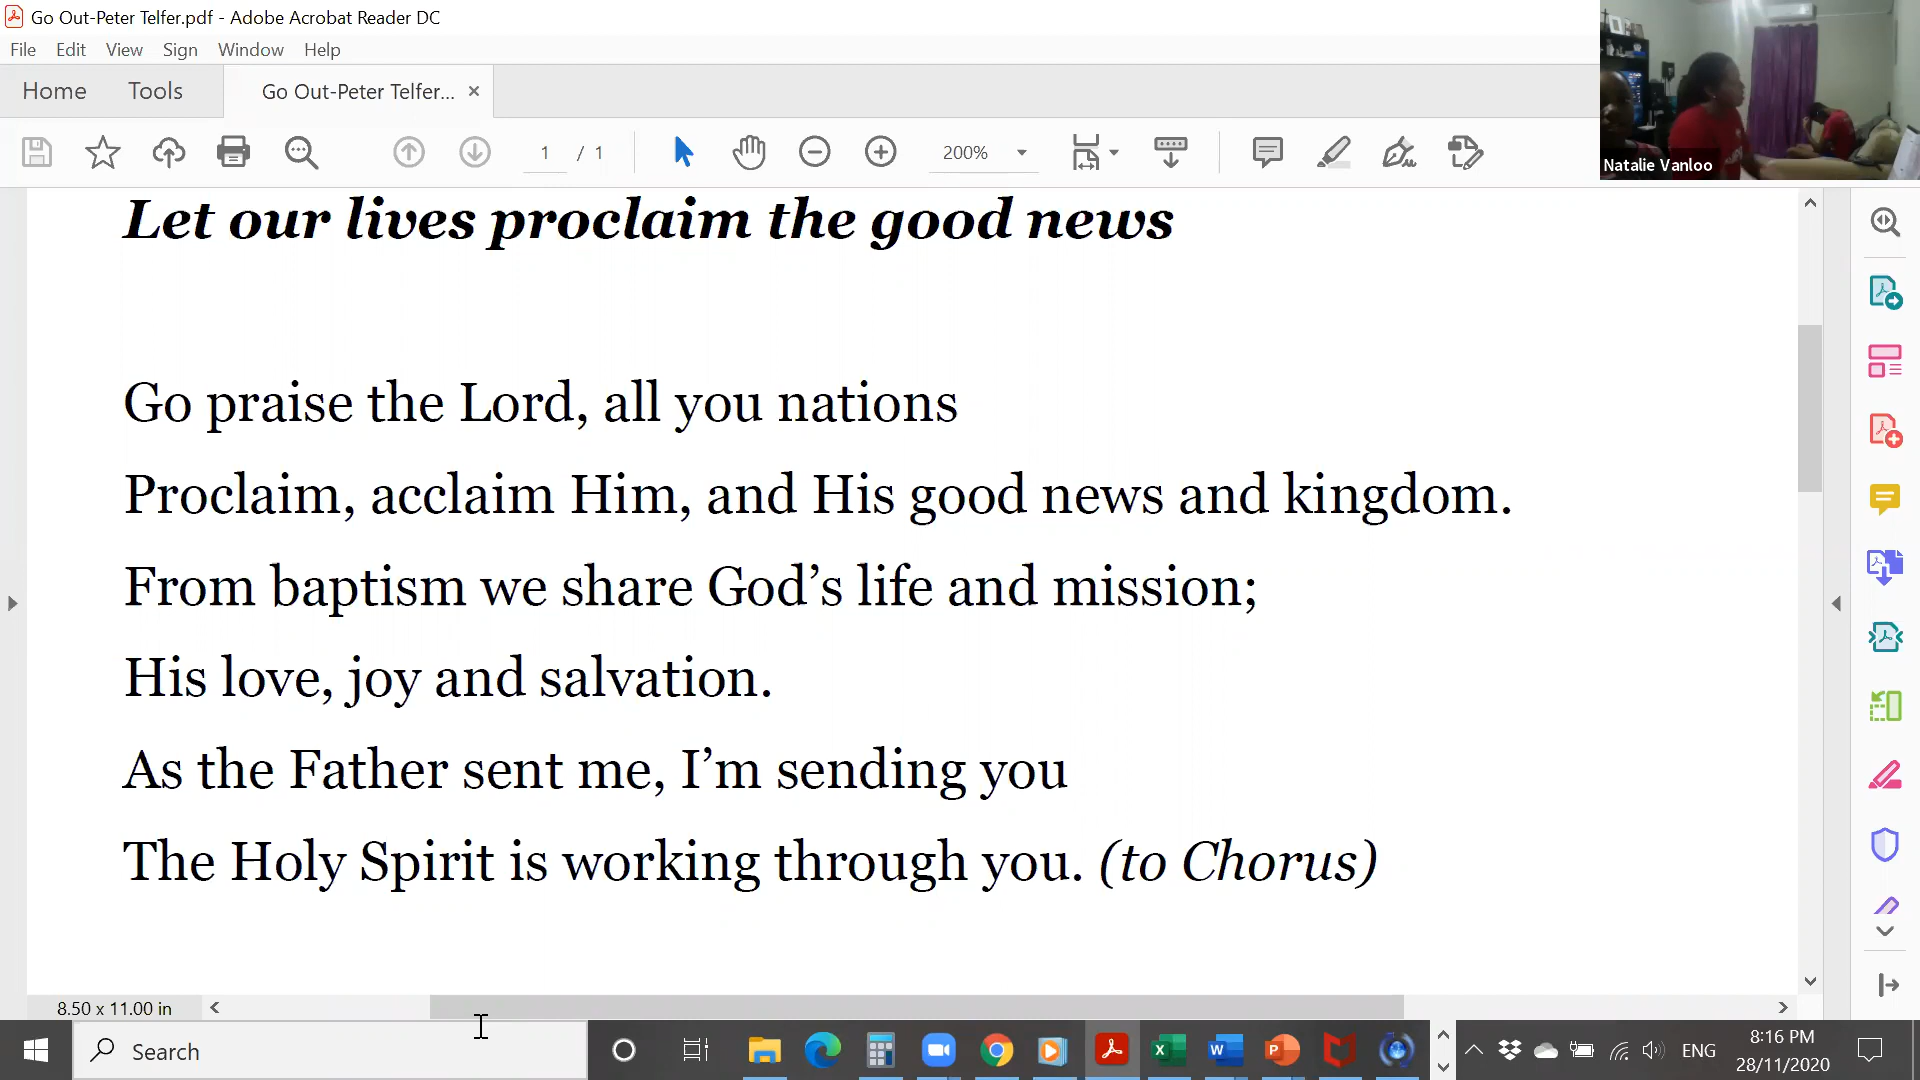 Go Out-Peter Telfer.pdf - Adobe Acrobat Reader DC
File Edit View Sign Window Help
Home Tools Go Out-Peter Telfer... ×
1 / 1 200%
Natalie Vanloo
Let our lives proclaim the good news
Go praise the Lord, all you nations
Proclaim, acclaim Him, and His good news and kingdom.
From baptism we share God’s life and mission;
His love, joy and salvation.
As the Father sent me, I’m sending you
The Holy Spirit is working through you. (to Chorus)
8.50 x 11.00 in
Search
ENG
8:16 PM
28/11/2020